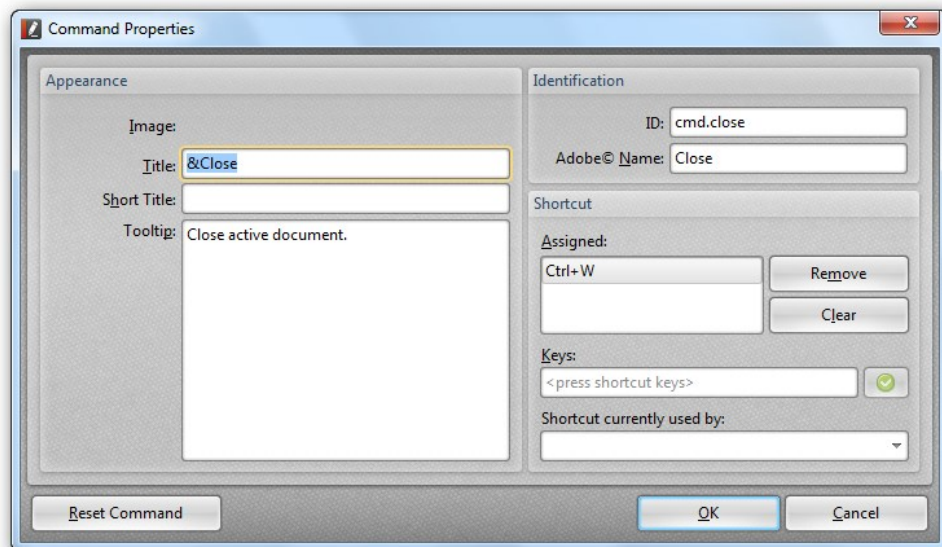 Command Properties
Appearance
Image:
Title: &Close
Short Title:
Tooltip: Close active document.
Identification
ID: cmd.close
Adobe© Name: Close
Shortcut
Assigned:
Ctrl+W
Remove
Clear
Keys:
<press shortcut keys>
Shortcut currently used by:
Reset Command
OK
Cancel